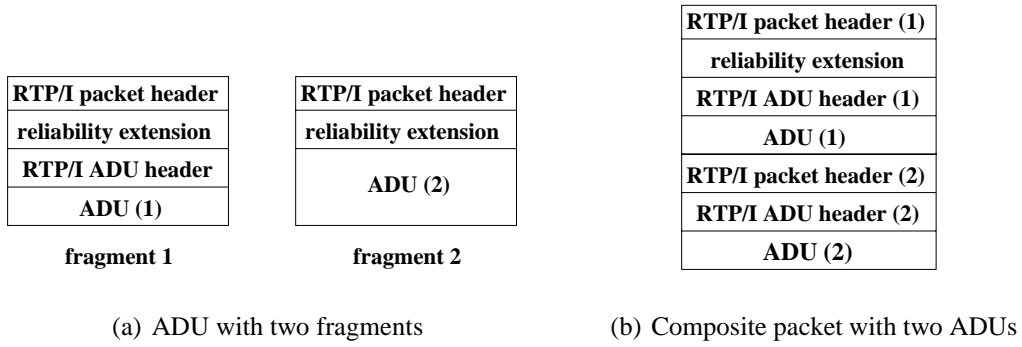 RTP/I packet header
reliability extension
RTP/I ADU header
ADU (1)
fragment 1
RTP/I packet header
reliability extension
ADU (2)
fragment 2
(a) ADU with two fragments
RTP/I packet header (1)
reliability extension
RTP/I ADU header (1)
ADU (1)
RTP/I packet header (2)
RTP/I ADU header (2)
ADU (2)
(b) Composite packet with two ADUs